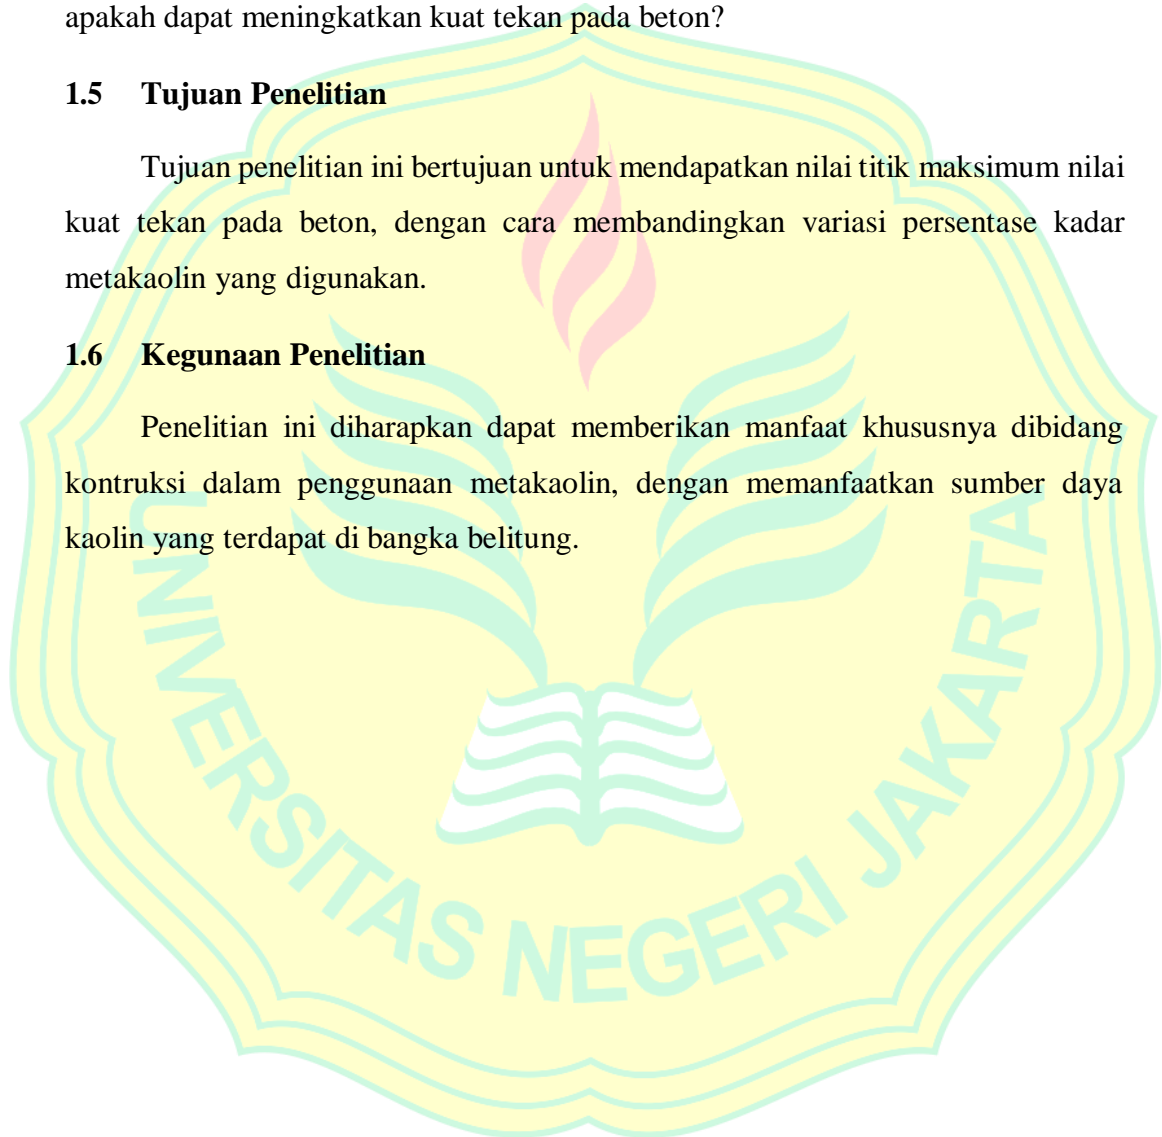 apakah dapat meningkatkan kuat tekan pada beton?
1.5 Tujuan Penelitian
Tujuan penelitian ini bertujuan untuk mendapatkan nilai titik maksimum nilai
kuat tekan pada beton, dengan cara membandingkan variasi persentase kadar
metakaolin yang digunakan.
1.6 Kegunaan Penelitian
Penelitian ini diharapkan dapat memberikan manfaat khususnya dibidang
kontruksi dalam penggunaan metakaolin, dengan memanfaatkan sumber daya
kaolin yang terdapat di bangka belitung.
UNIVERSITAS NEGERI JAKARTA